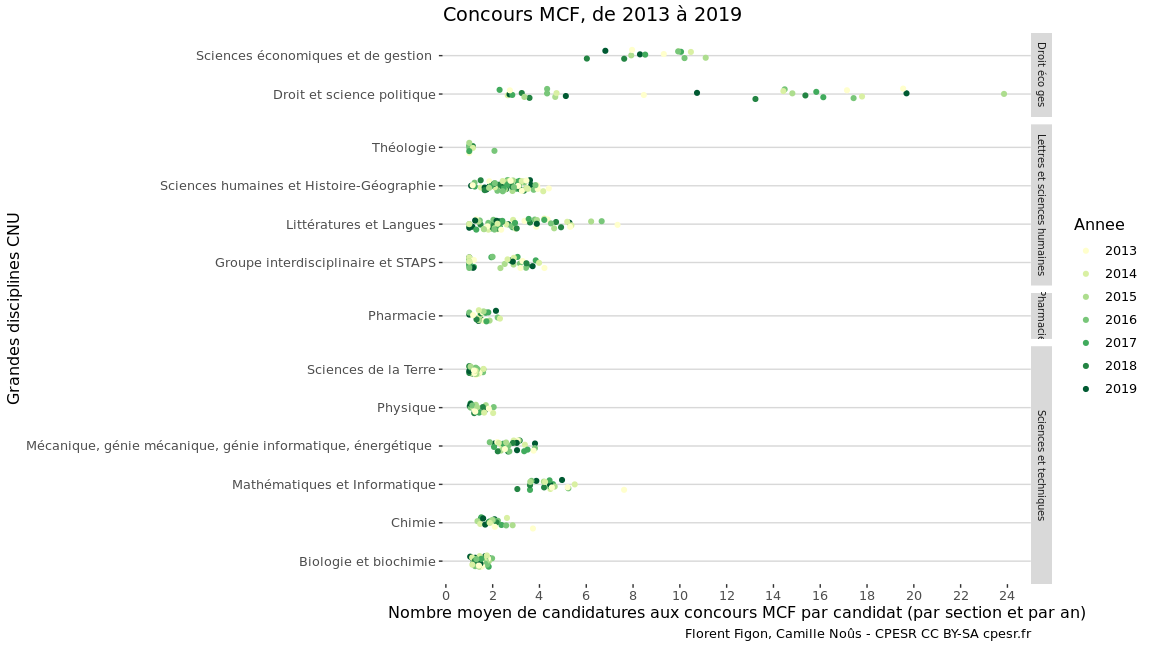 Concours MCF, de 2013 à 2019
Grandes disciplines CNU
Sciences économiques et de gestion
Droit et science politique
Droit éco ges
Théologie
Sciences humaines et Histoire-Géographie
Littératures et Langues
Groupe interdisciplinaire et STAPS
Lettres et sciences humaines
Pharmacie
Pharmacie
Sciences de la Terre
Physique
Mécanique, génie mécanique, génie informatique, énergétique
Mathématiques et Informatique
Chimie
Biologie et biochimie
Sciences et techniques
0 2 4 6 8 10 12 14 16 18 20 22 24
Nombre moyen de candidatures aux concours MCF par candidat (par section et par an)
Florent Figon, Camille Noûs - CPESR CC BY-SA cpesr.fr
Annee
2013
2014
2015
2016
2017
2018
2019